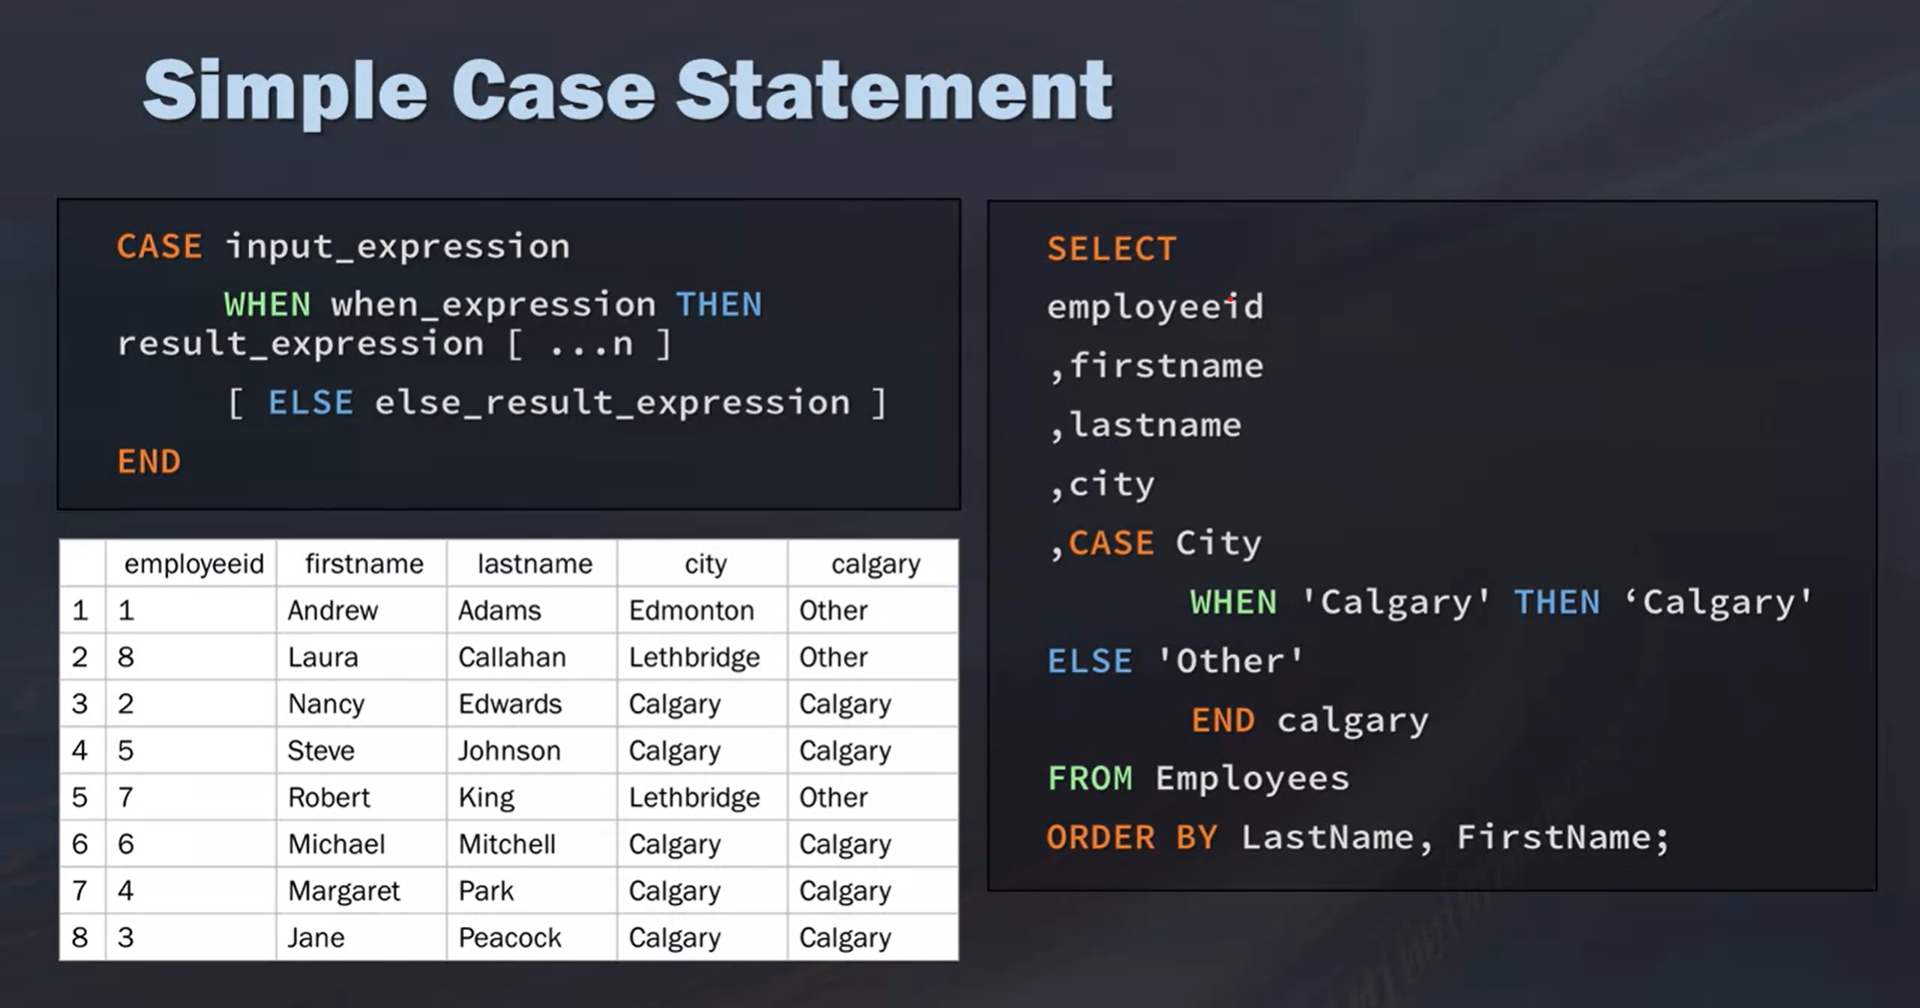 Simple Case Statement
CASE input_expression
WHEN when_expression THEN
result_expression [ ...n ]
[ ELSE else_result_expression ]
END
employeeid firstname lastname city calgary
1 1 Andrew Adams Edmonton Other
2 8 Laura Callahan Lethbridge Other
3 2 Nancy Edwards Calgary Calgary
4 5 Steve Johnson Calgary Calgary
5 7 Robert King Lethbridge Other
6 6 Michael Mitchell Calgary Calgary
7 4 Margaret Park Calgary Calgary
8 3 Jane Peacock Calgary Calgary
SELECT
employeeid
,firstname
,lastname
,city
,CASE City
WHEN 'Calgary' THEN ‘Calgary'
ELSE 'Other'
END calgary
FROM Employees
ORDER BY LastName, FirstName;